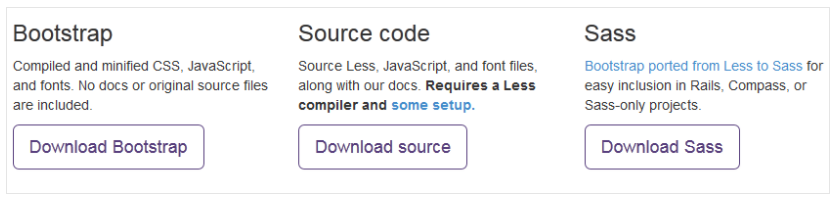 Bootstrap
Compiled and minified CSS, JavaScript,
and fonts. No docs or original source files
are included.
Download Bootstrap
Source code
Source Less, JavaScript, and font files,
along with our docs. Requires a Less
compiler and some setup.
Download source
Sass
Bootstrap ported from Less to Sass for
easy inclusion in Rails, Compass, or
Sass-only projects.
Download Sass